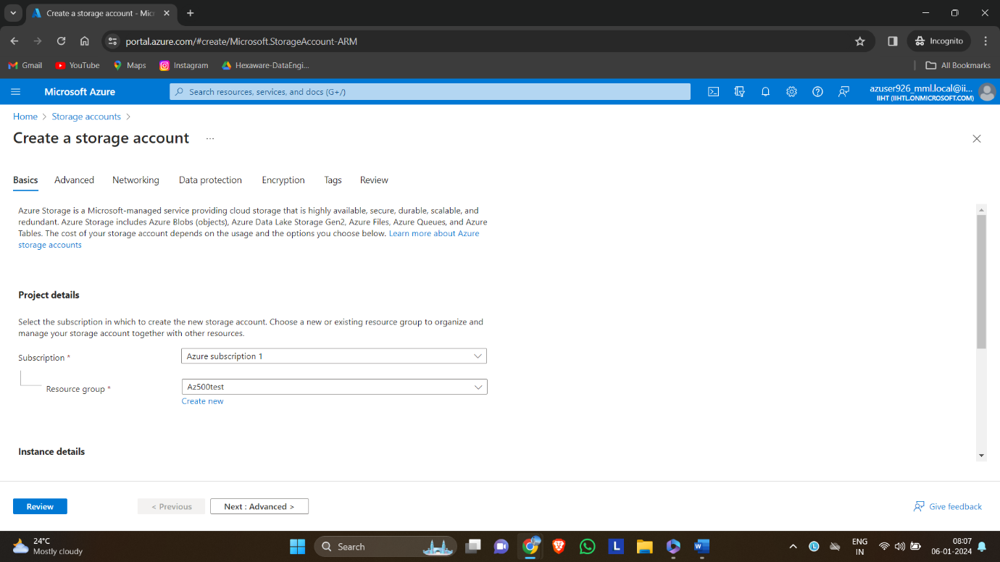 Create a storage account - Micr
portal.azure.com/#create/Microsoft.StorageAccount-ARM
Incognito
Gmail
YouTube
Maps
Instagram
Hexaware-DataEngi...
All Bookmarks
Microsoft Azure
Search resources, services, and docs (G+/)
azuser926_mml.local@ii...
IIHT (IIHTL.ONMICROSOFT.COM)
Home > Storage accounts >
Create a storage account ...
Basics
Advanced
Networking
Data protection
Encryption
Tags
Review
Azure Storage is a Microsoft-managed service providing cloud storage that is highly available, secure, durable, scalable, and
redundant. Azure Storage includes Azure Blobs (objects), Azure Data Lake Storage Gen2, Azure Files, Azure Queues, and Azure
Tables. The cost of your storage account depends on the usage and the options you choose below. Learn more about Azure
storage accounts
Project details
Select the subscription in which to create the new storage account. Choose a new or existing resource group to organize and
manage your storage account together with other resources.
Subscription *
Azure subscription 1
Resource group *
Az500test
Create new
Instance details
Review
< Previous
Next : Advanced >
Give feedback
24°C
Mostly cloudy
Search
L
W
L
ENG
IN
08:07
06-01-2024